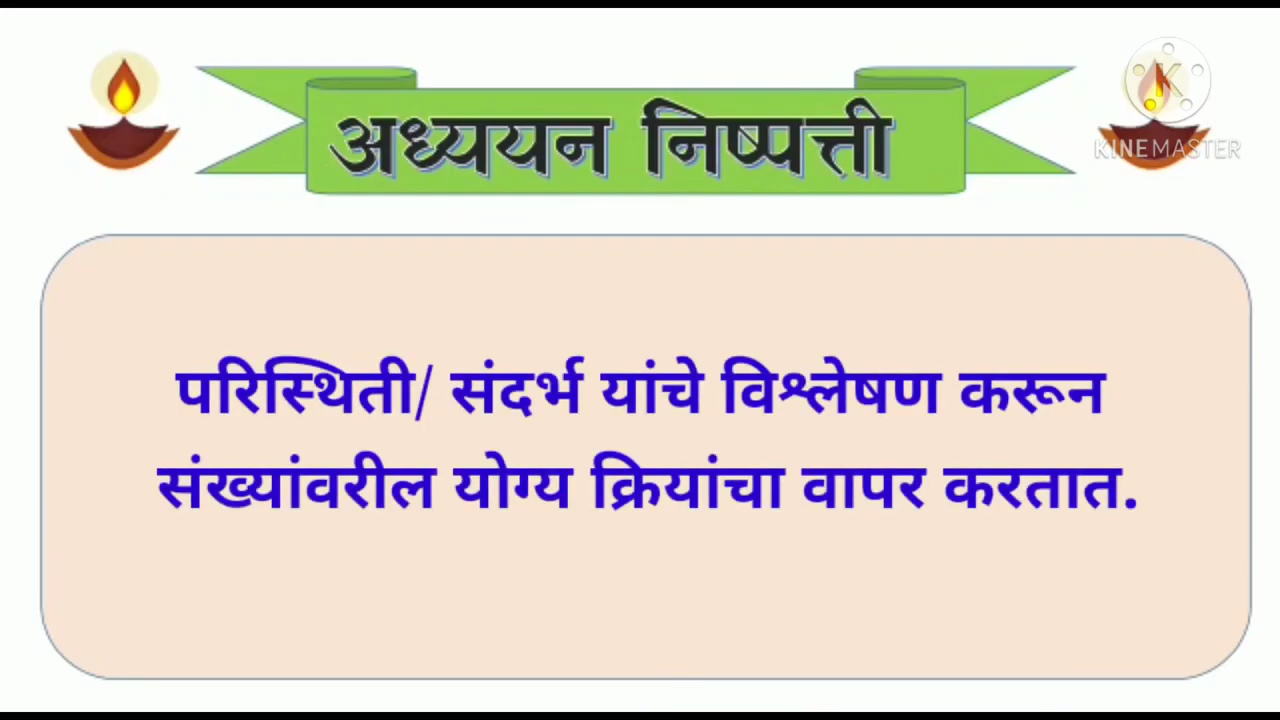 अध्ययन निष्पत्ती
K
KINEMASTER
परिस्थिती/ संदर्भ यांचे विश्लेषण करून
संख्यांवरील योग्य क्रियांचा वापर करतात.